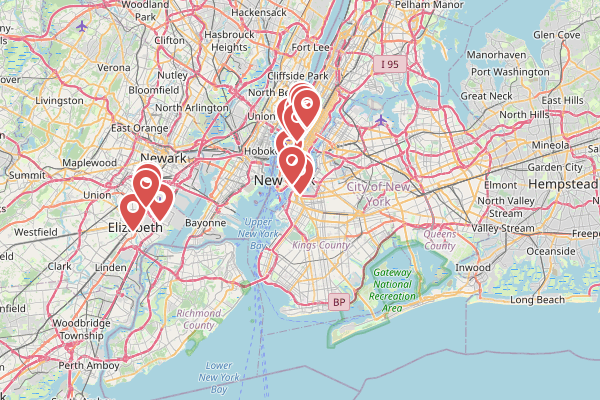 Woodland
Park
Hackensack
Pelham Manor
Glen Cove
Clifton
Hasbrouck
Heights
Fort Lee
I 95
Manorhaven
Port Washington
Verona
Nutley
Cliffside Park
Bloomfield
Great Neck
Livingston
North Arlington
North Be
East Hills
Union
North Hills
East Orange
Mineola
Summit
Maplewood
Newark
Hobok
Garden City
New
k
City of New
York
Elmont
Hempstead
Union
Bayonne
North Valley
Stream
Westfield
Elizabeth
Upper
New York
Bay
Queens
County
Valley Stream
Freep
Kings County
Oceanside
Clark
Linden
Gateway
National
Recreation
Area
Inwood
nfield
BP
Long Beach
Woodbridge
Township
Richmond
County
Perth Amboy
Lower
New York
Bay